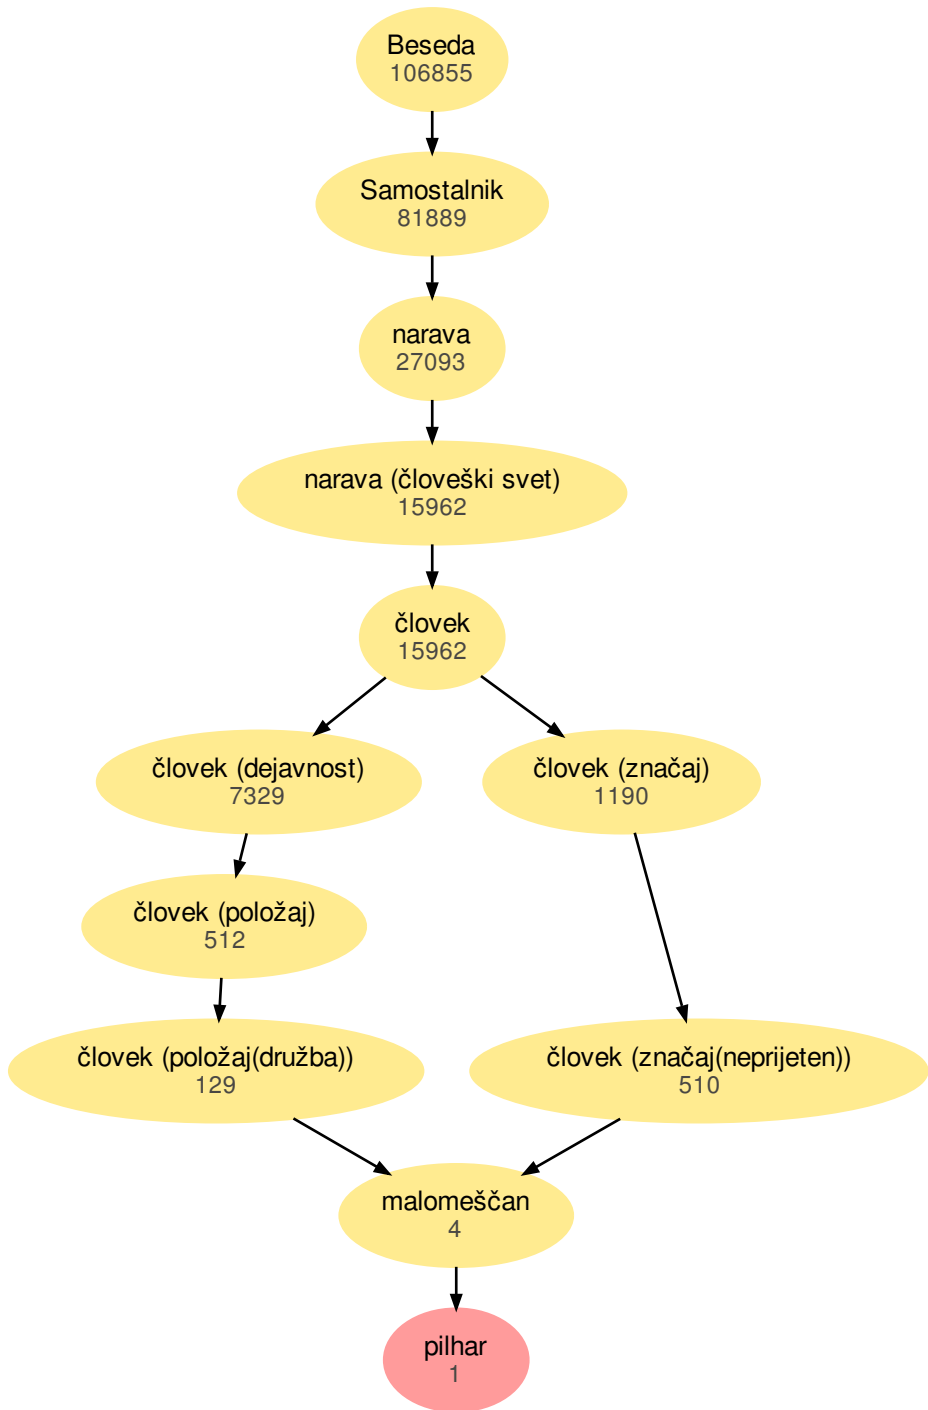 Beseda
106855
Samostalnik
81889
narava
27093
narava (človeški svet)
15962
človek
15962
človek (dejavnost)
7329
človek (značaj)
1190
človek (položaj)
512
človek (položaj(družba))
129
človek (značaj(neprijeten))
510
malomeščan
4
pilhar
1